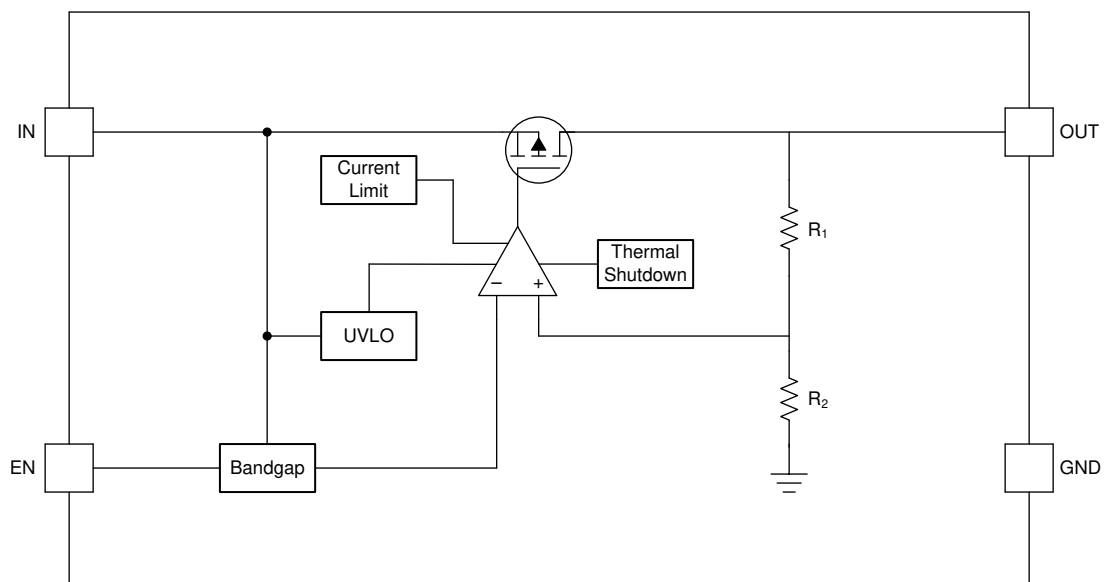 IN
OUT
Current
Limit
Thermal
Shutdown
R₁
− +
UVLO
R₂
EN
Bandgap
GND